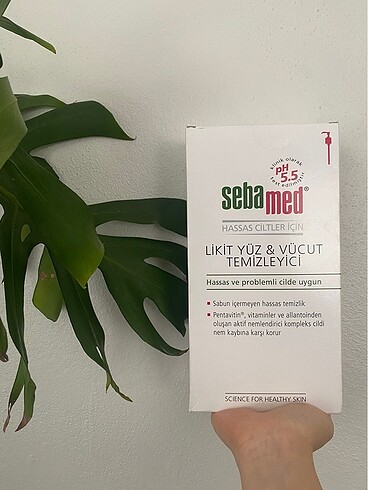 klinik olarak
pH
5.5
test edilmiştir
sebamed®
HASSAS CİLTLER İÇİN
LİKİT YÜZ & VÜCUT
TEMİZLEYİCİ
Hassas ve problemli cilde uygun
▪ Sabun içermeyen hassas temizlik
▪ Pentavitin®, vitaminler ve allantoinden
oluşan aktif nemlendirici kompleks cildi
nem kaybına karşı korur
SCIENCE FOR HEALTHY SKIN